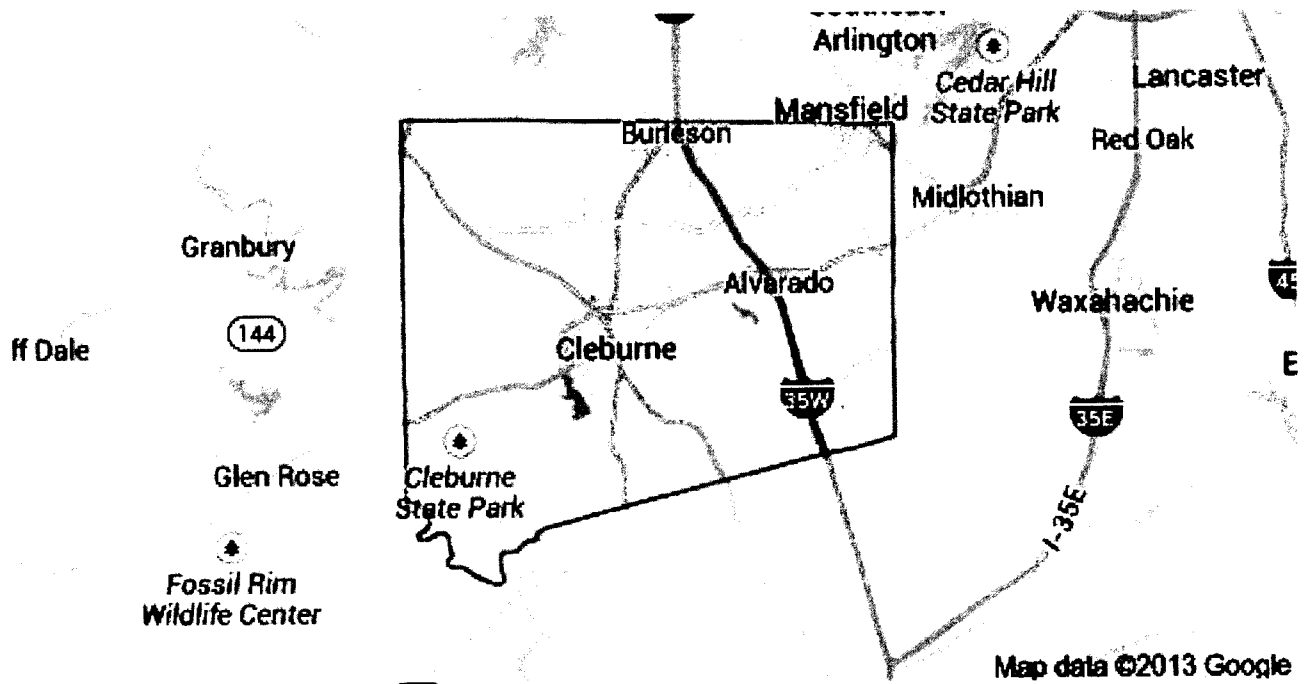 Arlington
Cedar Hill
State Park
Lancaster
Mansfield
Burleson
Red Oak
Midlothian
Granbury
Alvarado
Waxahachie
144
ff Dale
Cleburne
35W
35E
Glen Rose
Cleburne
State Park
I-35E
Fossil Rim
Wildlife Center
Map data ©2013 Google